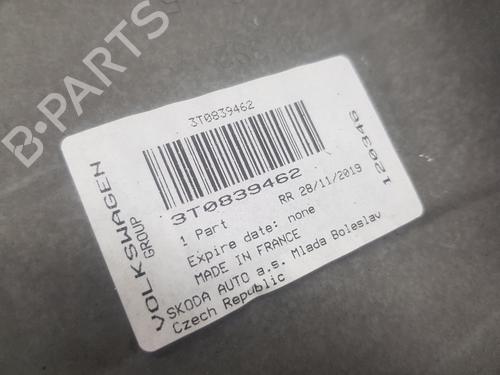 B-PARTS
3T0839462
3T0839462
1 Part
RR 28/11/2019
Expire date: none
MADE IN FRANCE
SKODA AUTO a.s. Mlada Boleslav
Czech Republic
VOLKSWAGEN
GROUP
120346